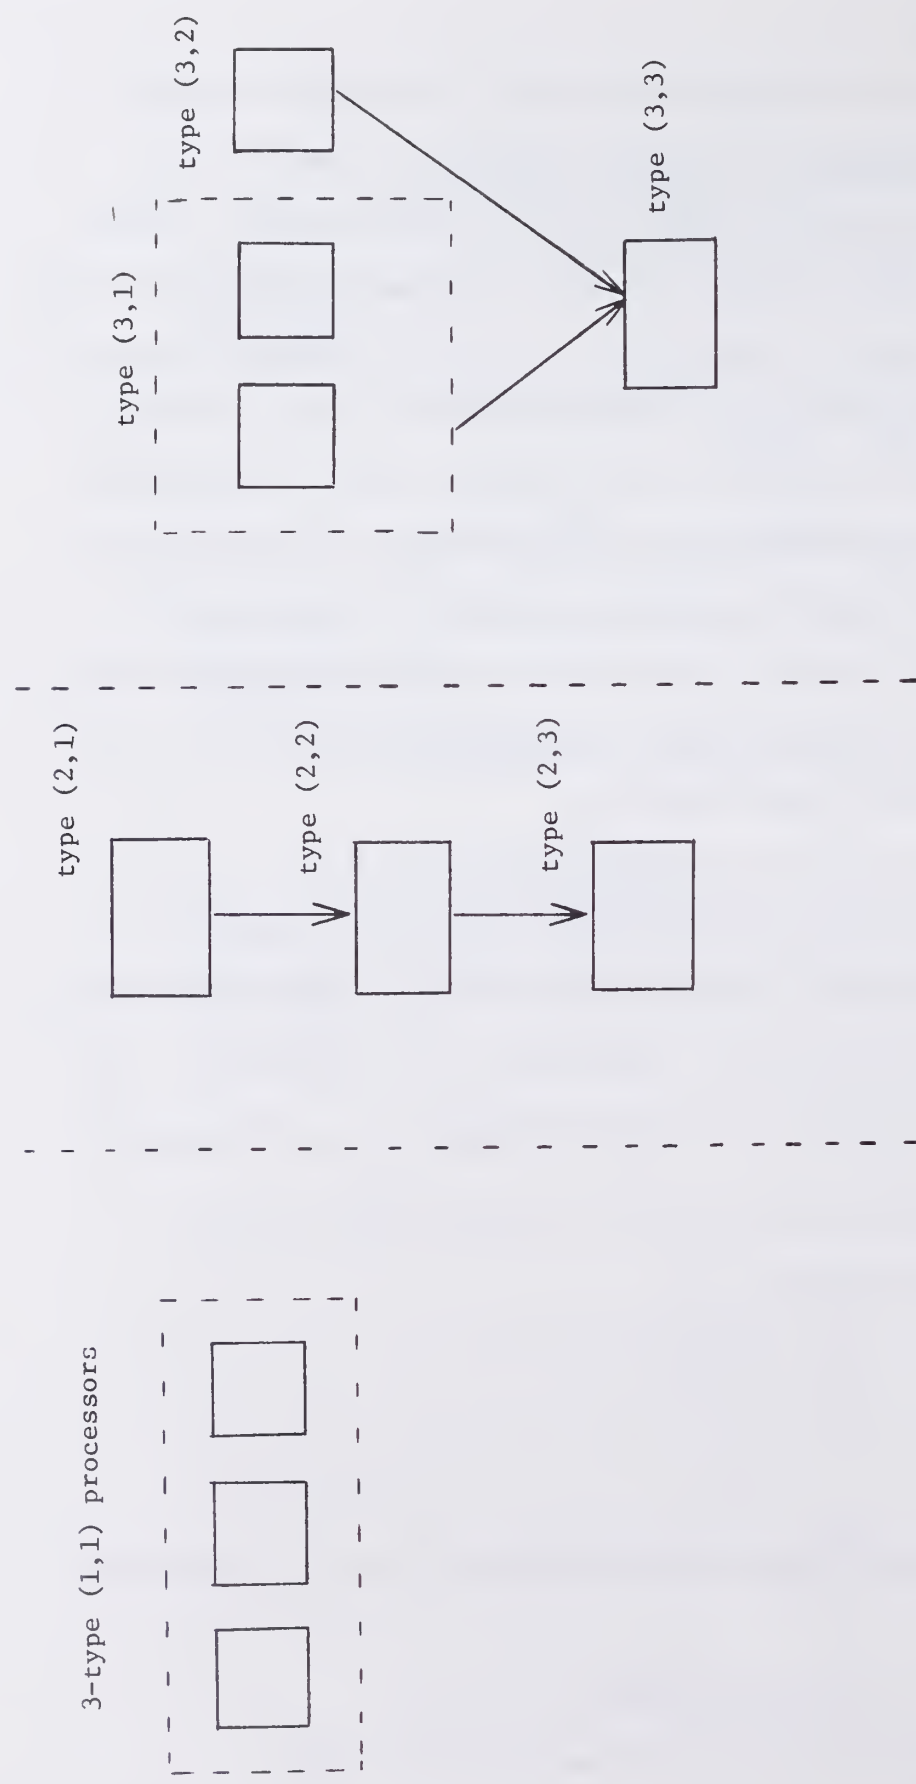 3-type (1,1) processors
type (2,1)
type (2,2)
type (2,3)
type (3,1)
type (3,2)
type (3,3)